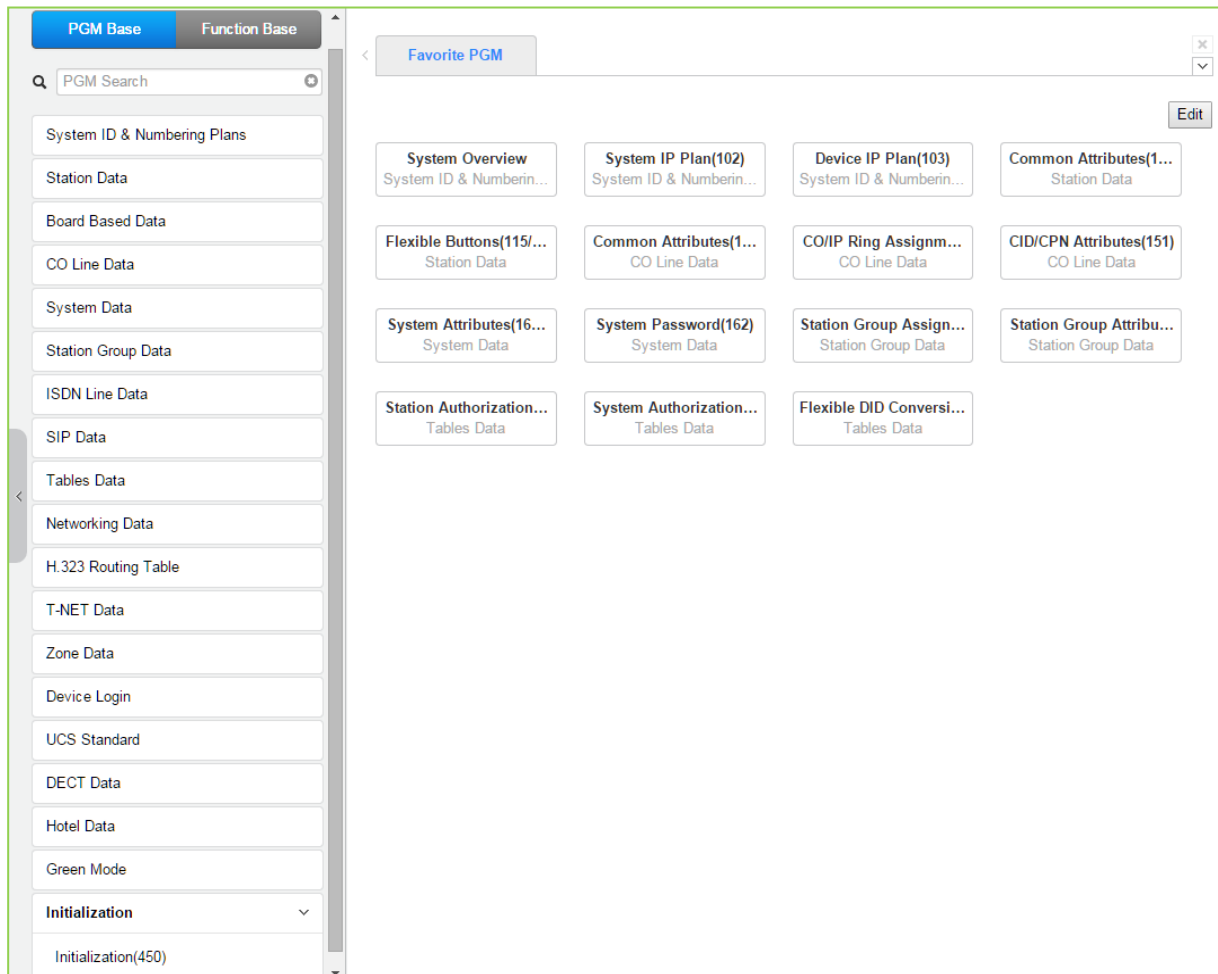 PGM Base
Function Base
PGM Search
System ID & Numbering Plans
Station Data
Board Based Data
CO Line Data
System Data
Station Group Data
ISDN Line Data
SIP Data
Tables Data
Networking Data
H.323 Routing Table
T-NET Data
Zone Data
Device Login
UCS Standard
DECT Data
Hotel Data
Green Mode
Initialization
Initialization(450)
Favorite PGM
Edit
System Overview
System ID & Numberin...
System IP Plan(102)
System ID & Numberin...
Device IP Plan(103)
System ID & Numberin...
Common Attributes(1...
Station Data
Flexible Buttons(115/...
Station Data
Common Attributes(1...
CO Line Data
CO/IP Ring Assignm...
CO Line Data
CID/CPN Attributes(151)
CO Line Data
System Attributes(16...
System Data
System Password(162)
System Data
Station Group Assign...
Station Group Data
Station Group Attribu...
Station Group Data
Station Authorization...
Tables Data
System Authorization...
Tables Data
Flexible DID Conversi...
Tables Data